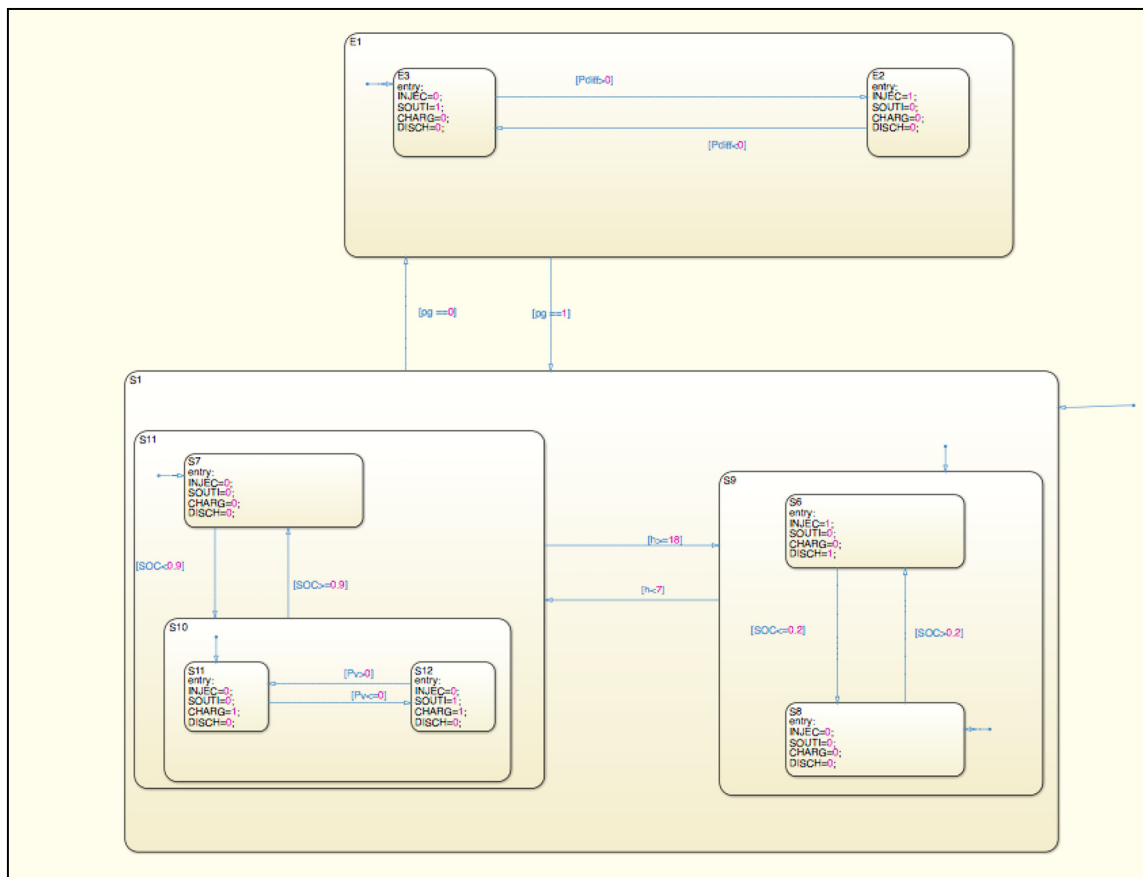 E1
E3
entry:
INJEC=0;
SOUTI=1;
CHARG=0;
DISCH=0;
[Pdiff>0]
E2
entry:
INJEC=1;
SOUTI=0;
CHARG=0;
DISCH=0;
[Pdiff<0]
[pg ==0]
[pg ==1]
S1
S11
S7
entry:
INJEC=0;
SOUTI=0;
CHARG=0;
DISCH=0;
[SOC<0.9]
[SOC>=0.9]
S10
S11
entry:
INJEC=0;
SOUTI=0;
CHARG=1;
DISCH=0;
[Pv>0]
[Pv<=0]
S12
entry:
INJEC=0;
SOUTI=1;
CHARG=1;
DISCH=0;
[h>=18]
[h<7]
S9
S6
entry:
INJEC=1;
SOUTI=0;
CHARG=0;
DISCH=1;
[SOC<=0.2]
[SOC>0.2]
S8
entry:
INJEC=0;
SOUTI=0;
CHARG=0;
DISCH=0;